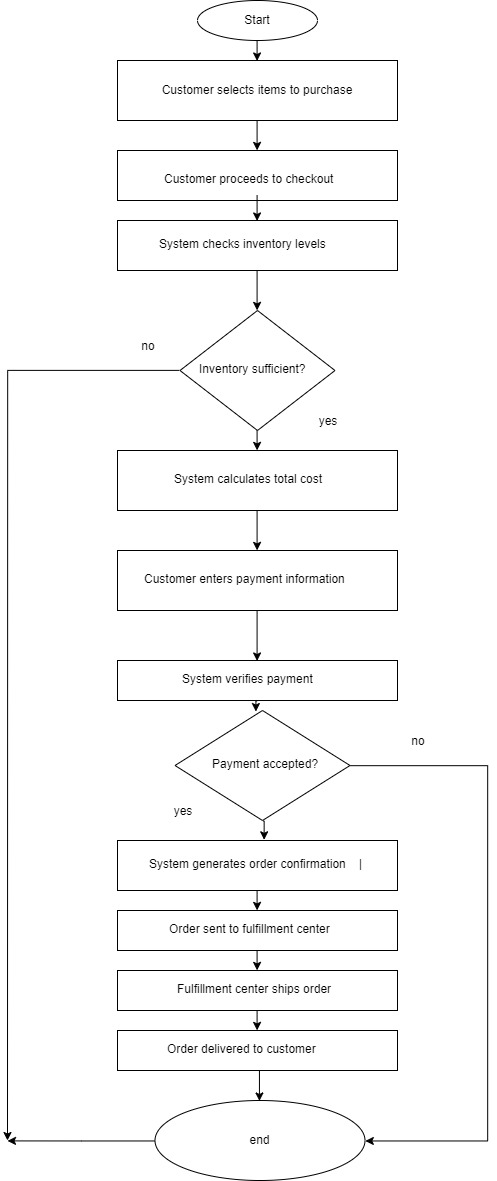 Start
Customer selects items to purchase
Customer proceeds to checkout
System checks inventory levels
no
Inventory sufficient?
yes
System calculates total cost
Customer enters payment information
System verifies payment
no
Payment accepted?
yes
System generates order confirmation |
Order sent to fulfillment center
Fulfillment center ships order
Order delivered to customer
end